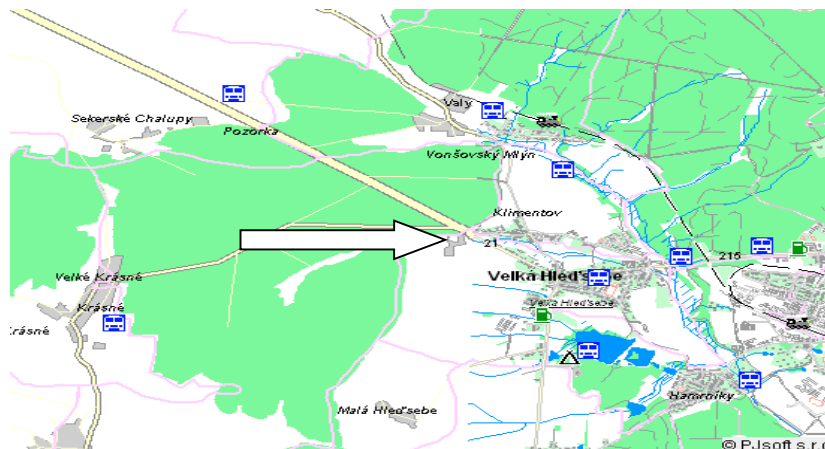 Valy
Sekerské Chalupy
Pozorka
Vonšovský Mlýn
Klimentov
21
215
Velké Krásné
Velká Hleďsebe
Velká Hleďsebe
Krásné
Krásné
Malá Hleďsebe
Hamrníky
© PJsoft s.r.o